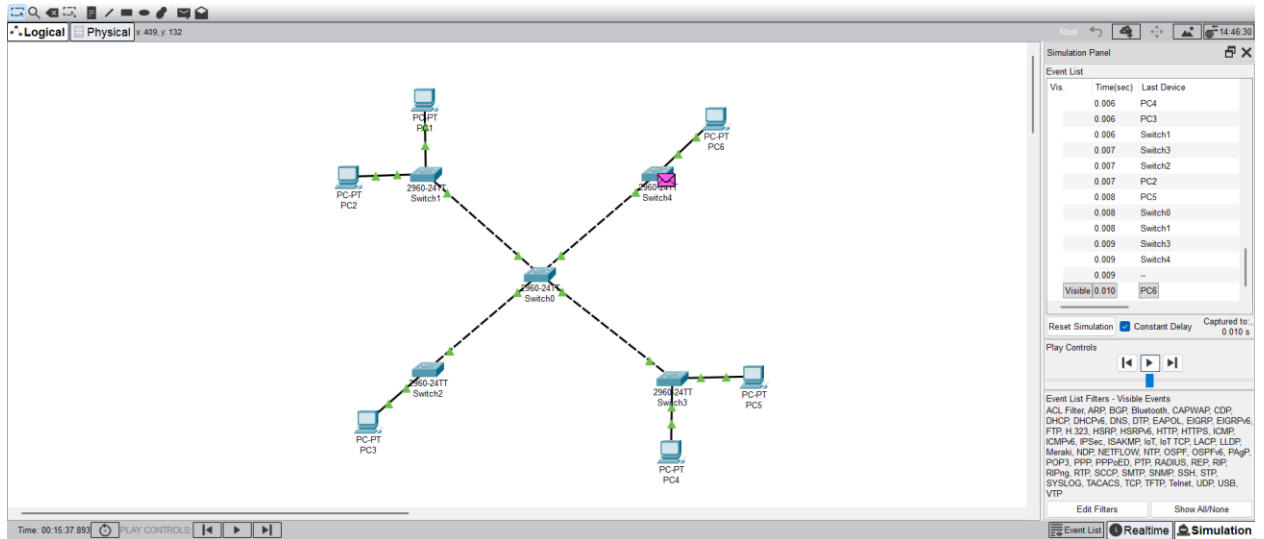 Logical Physical x: 409, y: 132 Root 14:46:30
Simulation Panel
Event List
Vis. Time(sec) Last Device
0.006 PC4
0.006 PC3
0.006 Switch1
0.007 Switch3
0.007 Switch2
0.007 PC2
0.008 PC5
0.008 Switch0
0.008 Switch1
0.009 Switch3
0.009 Switch4
0.009 --
Visible 0.010 PC6
Reset Simulation Constant Delay Captured to:
0.010 s
Play Controls
Event List Filters - Visible Events
ACL Filter, ARP, BGP, Bluetooth, CAPWAP, CDP,
DHCP, DHCPv6, DNS, DTP, EAPOL, EIGRP, EIGRPv6,
FTP, H.323, HSRP, HSRPv6, HTTP, HTTPS, ICMP,
ICMPv6, IPSec, ISAKMP, IoT, IoT TCP, LACP, LLDP,
Meraki, NDP, NETFLOW, NTP, OSPF, OSPFv6, PAgP,
POP3, PPP, PPPoED, PTP, RADIUS, REP, RIP,
RIPng, RTP, SCCP, SMTP, SNMP, SSH, STP,
SYSLOG, TACACS, TCP, TFTP, Telnet, UDP, USB,
VTP
Edit Filters Show All/None
Event List Realtime Simulation
PC-PT
PC1
PC-PT
PC6
PC-PT
PC2
2960-24TT
Switch1
2960-24TT
Switch4
2960-24TT
Switch0
2960-24TT
Switch2
2960-24TT
Switch3
PC-PT
PC5
PC-PT
PC3
PC-PT
PC4
Time: 00:15:37.893 PLAY CONTROLS: